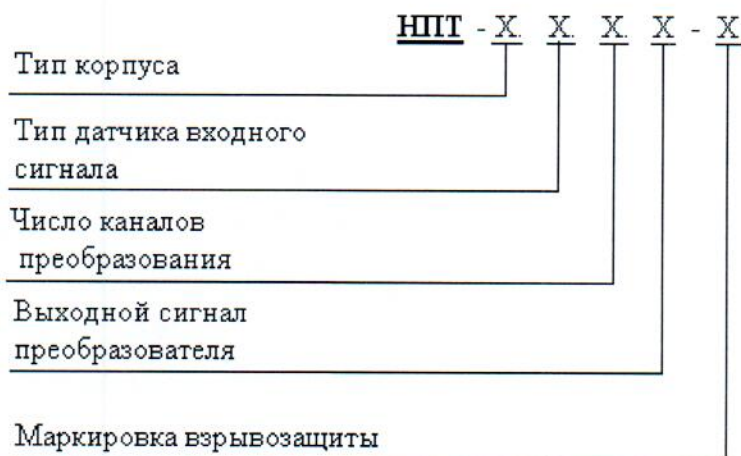 НПТ - X. X. X. X - X
Тип корпуса
Тип датчика входного
сигнала
Число каналов
преобразования
Выходной сигнал
преобразователя
Маркировка взрывозащиты